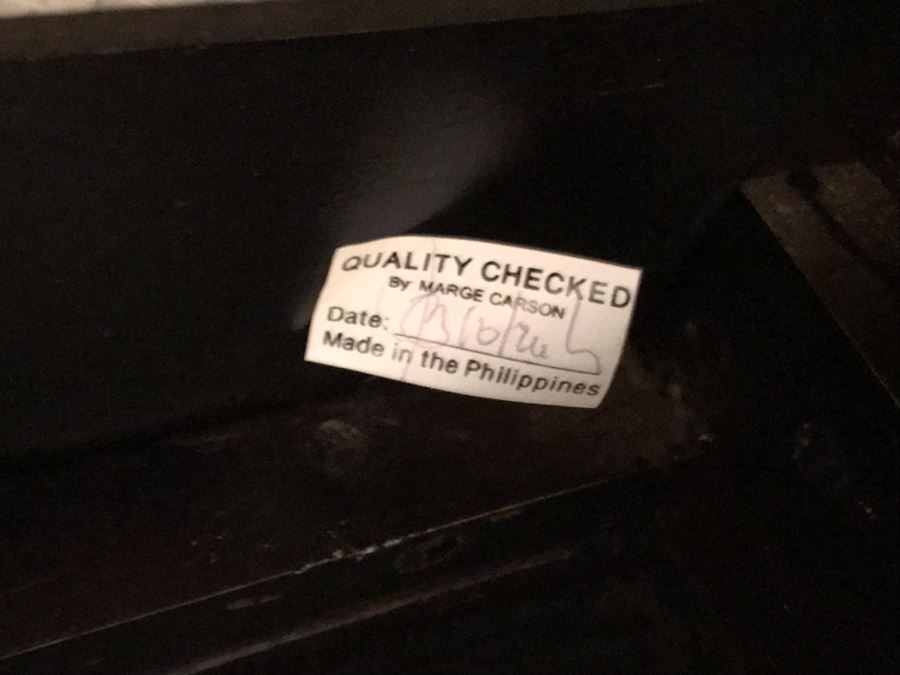 QUALITY CHECKED
By MARGE CARSON
Date:
Made in the Philippines